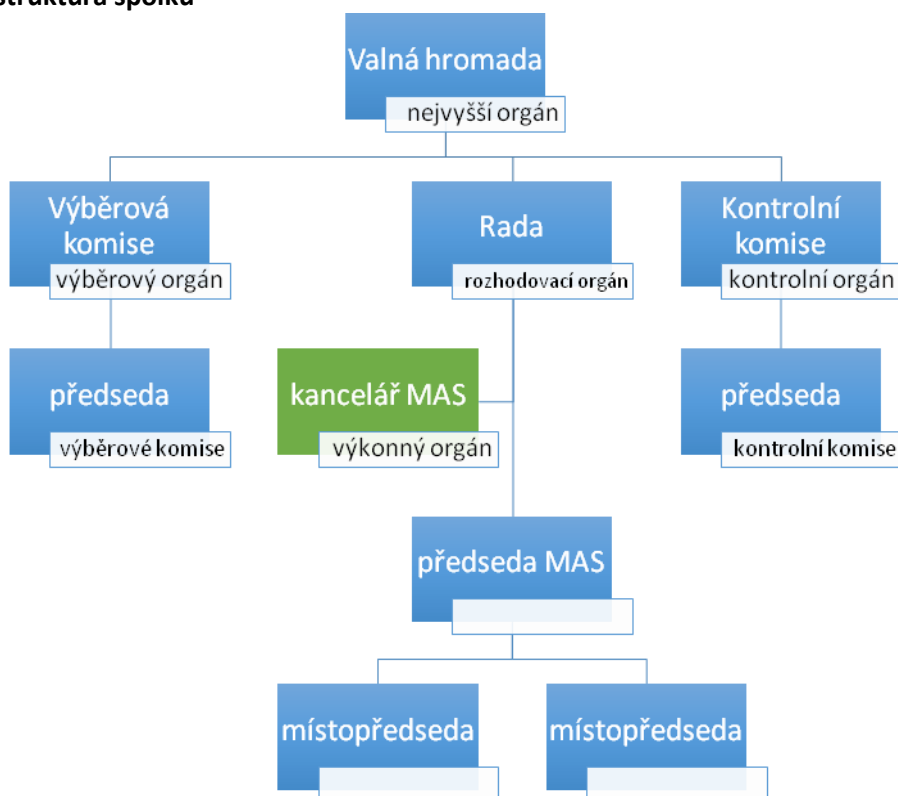 struktura spolku
Valná hromada
nejvyšší orgán
Výběrová
komise
výběrový orgán
Rada
rozhodovací orgán
Kontrolní
komise
kontrolní orgán
předseda
výběrové komise
kancelář MAS
výkonný orgán
předseda
kontrolní komise
předseda MAS
místopředseda
místopředseda